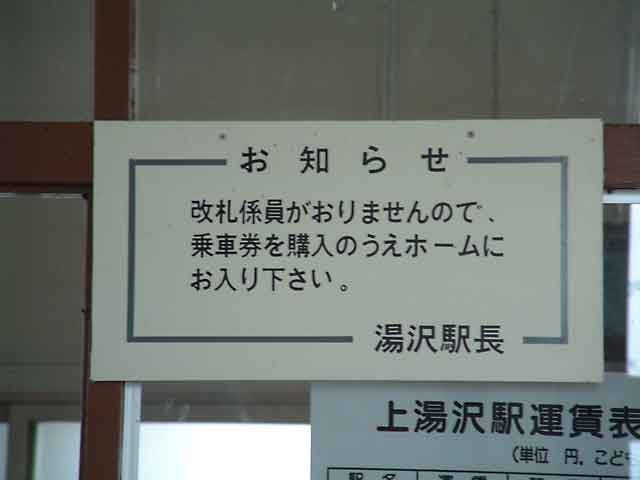 お知らせ
改札係員がおりませんので、
乗車券を購入のうえホームに
お入り下さい。
湯沢駅長
上湯沢駅運賃表
(単位 円、こど
駅名